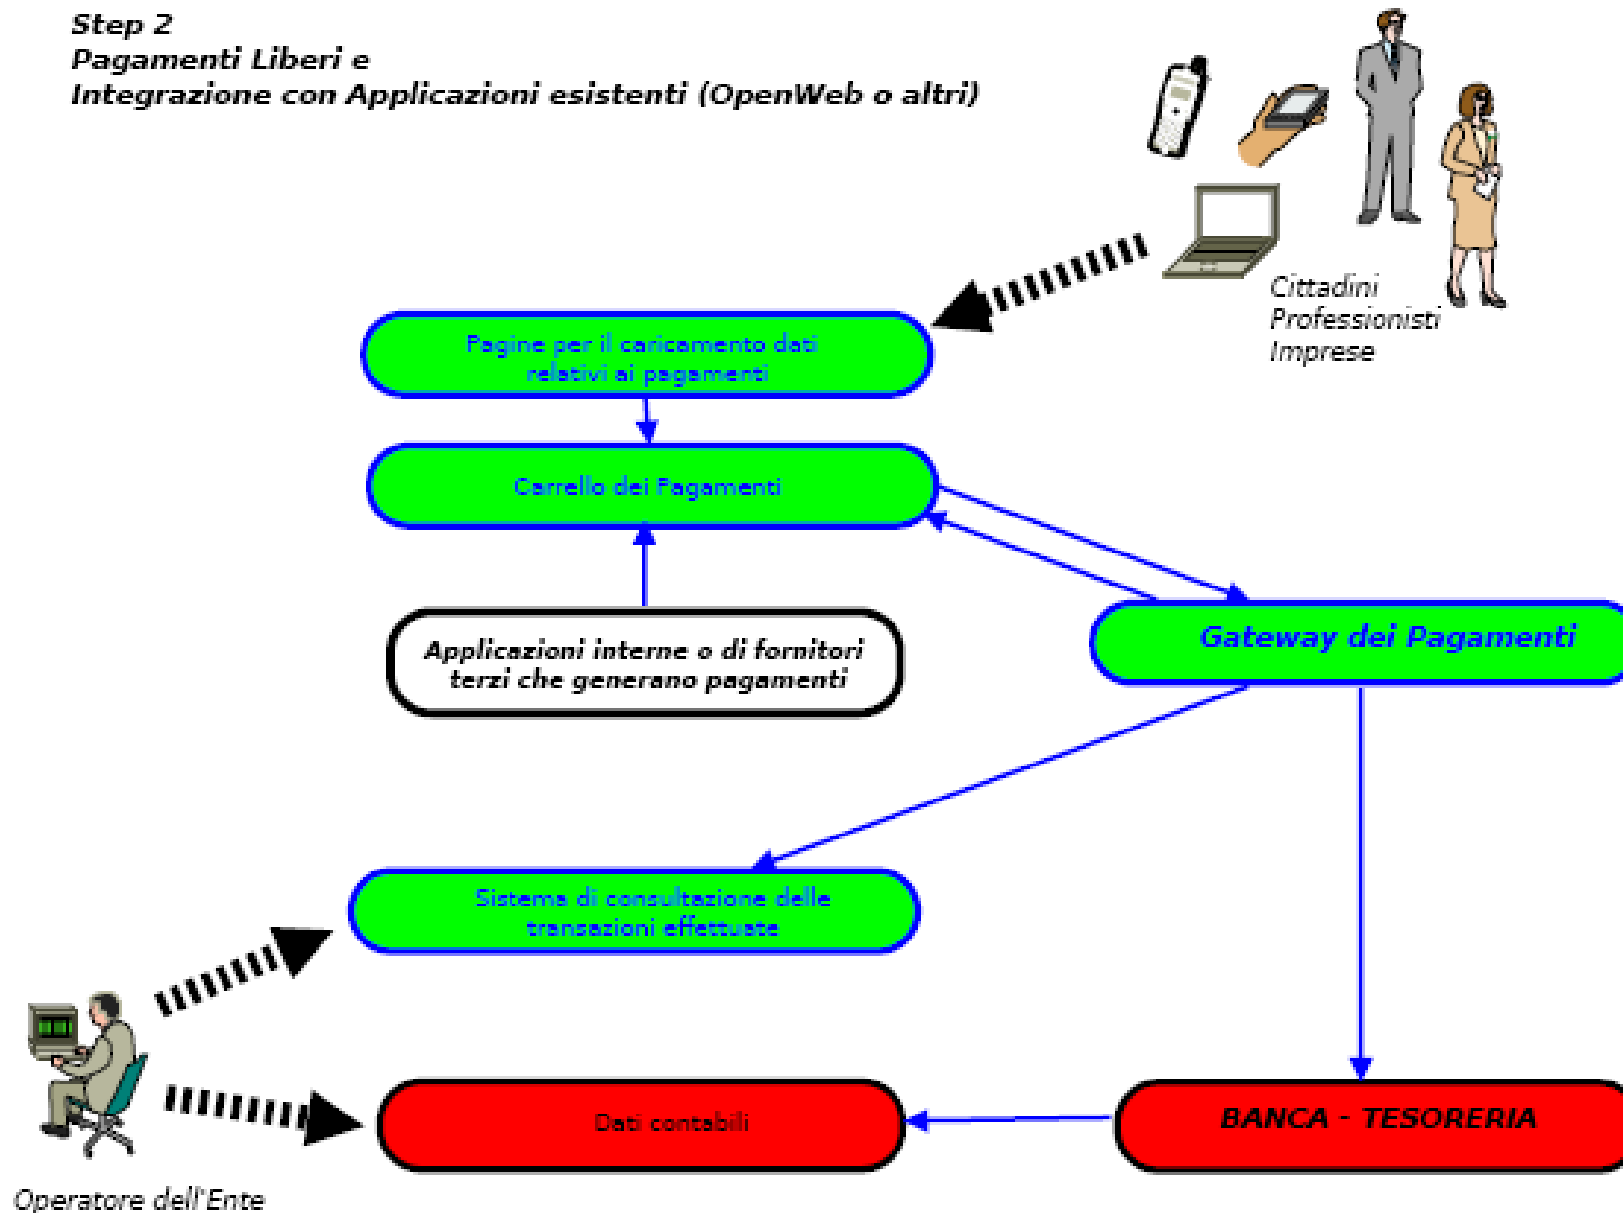 Step 2
Pagamenti Liberi e
Integrazione con Applicazioni esistenti (OpenWeb o altri)
Cittadini
Professionisti
Imprese
Pagine per il caricamento dati
relativi ai pagamenti
Carrello dei Pagamenti
Applicazioni interne o di fornitori
terzi che generano pagamenti
Gateway dei Pagamenti
Sistema di consultazione delle
transazioni effettuate
Dati contabili
BANCA - TESORERIA
Operatore dell'Ente